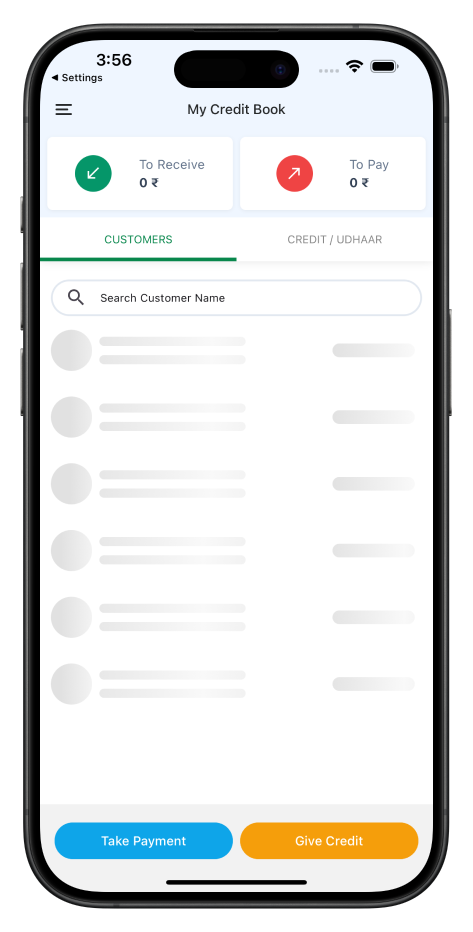 3:56
◀ Settings
My Credit Book
To Receive
0 ₹
To Pay
0 ₹
CUSTOMERS
CREDIT / UDHAAR
Search Customer Name
Take Payment
Give Credit